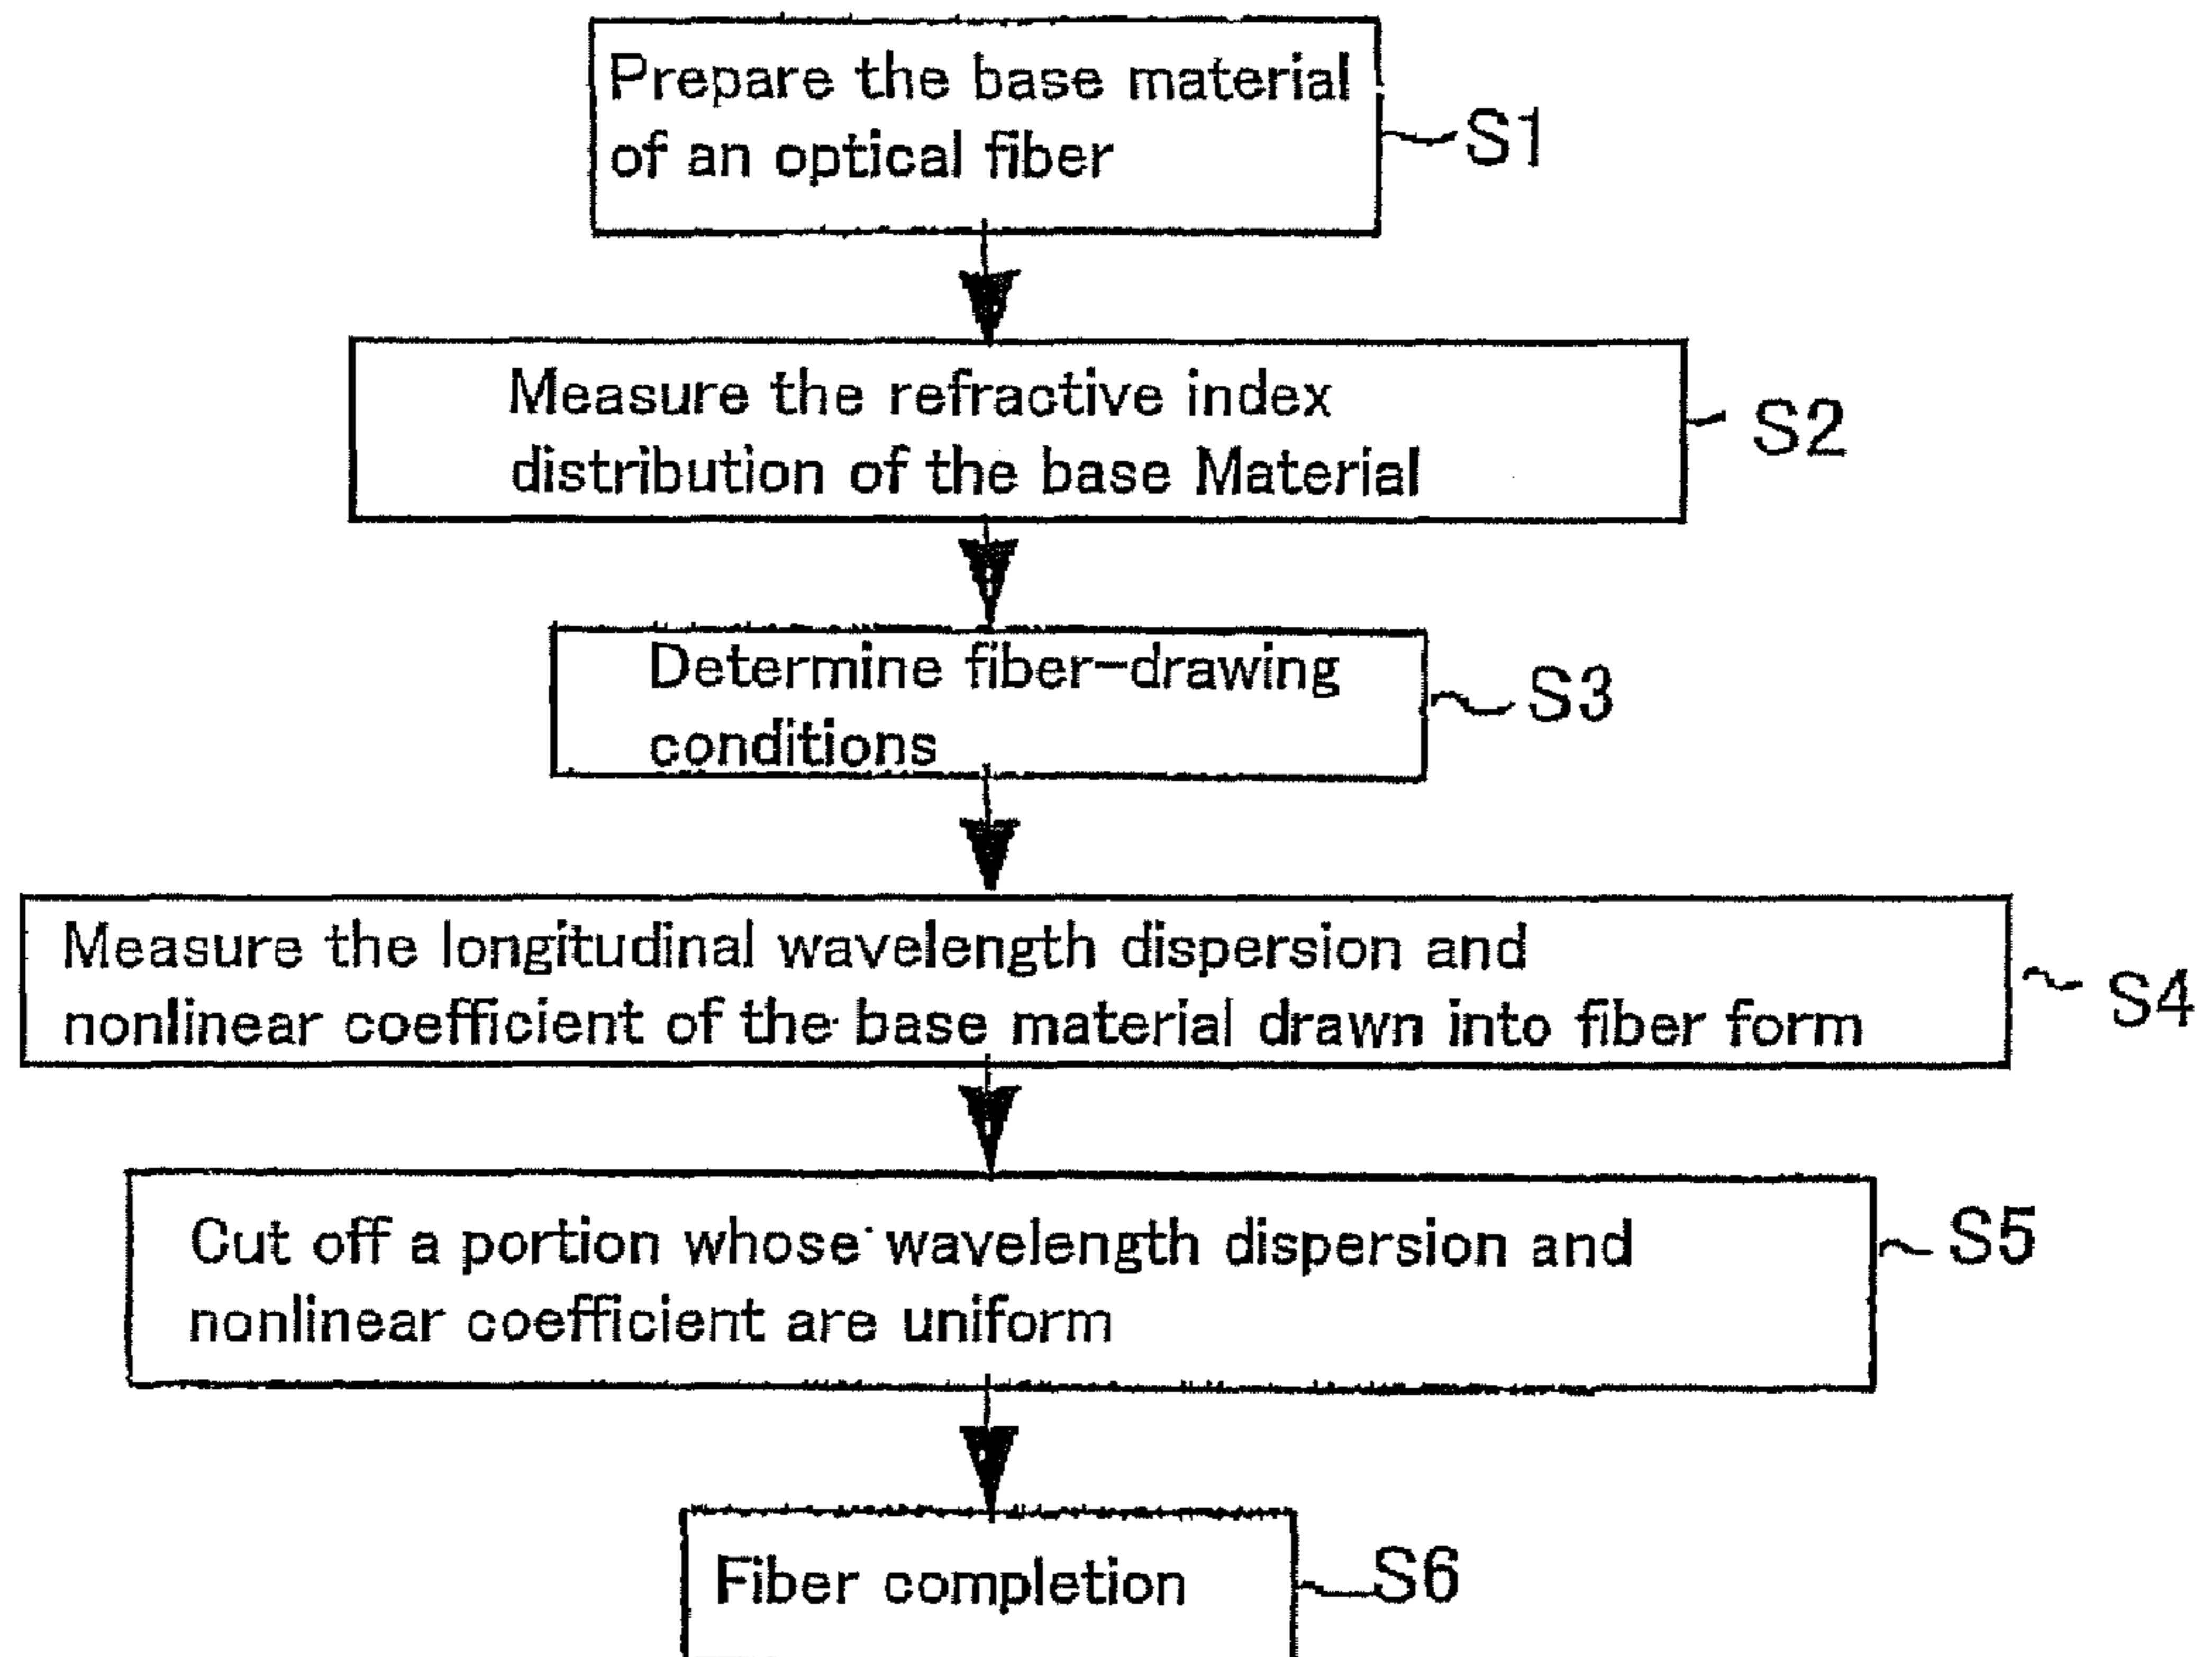 Prepare the base material
of an optical fiber
S1
Measure the refractive index
distribution of the base Material
S2
Determine fiber-drawing
conditions
S3
Measure the longitudinal wavelength dispersion and
nonlinear coefficient of the base material drawn into fiber form
S4
Cut off a portion whose wavelength dispersion and
nonlinear coefficient are uniform
S5
Fiber completion
S6